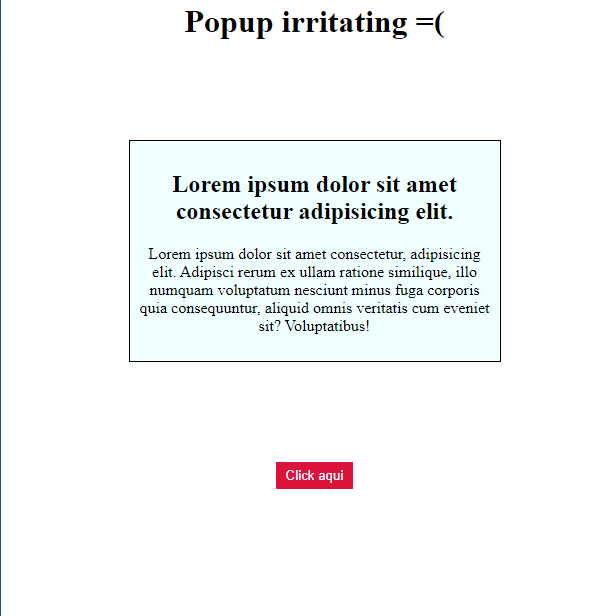 Popup irritating =(
Lorem ipsum dolor sit amet
consectetur adipisicing elit.
Lorem ipsum dolor sit amet consectetur, adipisicing
elit. Adipisci rerum ex ullam ratione similique, illo
numquam voluptatum nesciunt minus fuga corporis
quia consequuntur, aliquid omnis veritatis cum eveniet
sit? Voluptatibus!
Click aqui